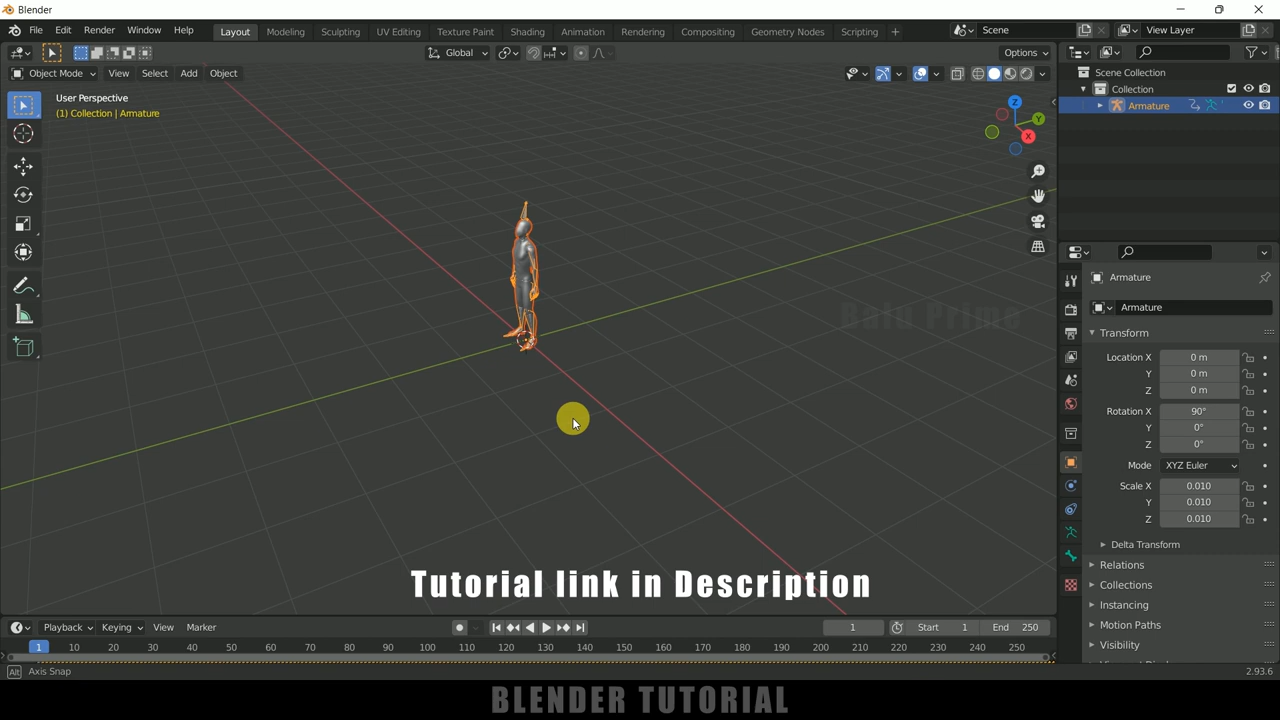 Blender
File Edit Render Window Help Layout Modeling Sculpting UV Editing Texture Paint Shading Animation Rendering Compositing Geometry Nodes Scripting + Scene View Layer
Global Options
Object Mode View Select Add Object
User Perspective
(1) Collection | Armature
Z
Y
X
Scene Collection
Collection
Armature
Armature
Armature
Transform
Location X 0 m
Y 0 m
Z 0 m
Rotation X 90°
Y 0°
Z 0°
Mode XYZ Euler
Scale X 0.010
Y 0.010
Z 0.010
Delta Transform
Relations
Collections
Instancing
Motion Paths
Visibility
Balu Prime
Tutorial link in Description
Playback Keying View Marker 1 Start 1 End 250
1 10 20 30 40 50 60 70 80 90 100 110 120 130 140 150 160 170 180 190 200 210 220 230 240 250
Alt Axis Snap 2.93.6
BLENDER TUTORIAL